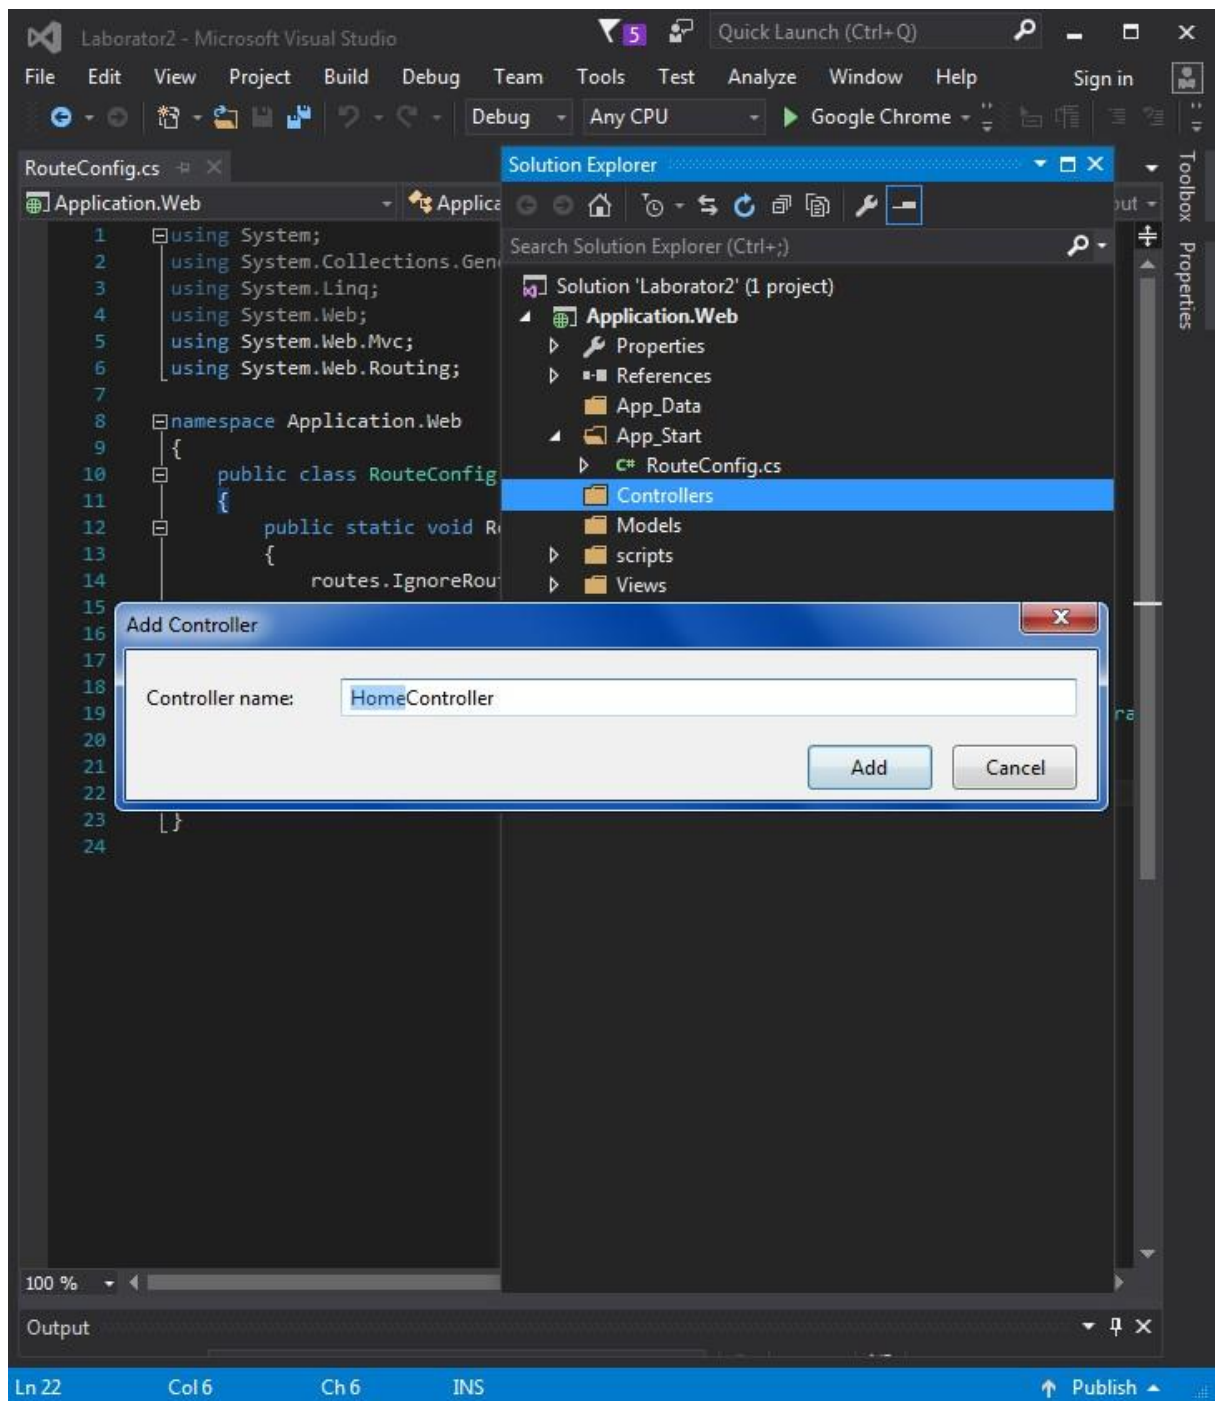 Laborator2 - Microsoft Visual Studio
5
Quick Launch (Ctrl+Q)
File Edit View Project Build Debug Team Tools Test Analyze Window Help Sign in
Debug Any CPU Google Chrome
RouteConfig.cs
Solution Explorer
Toolbox
Properties
Application.Web Applica
Search Solution Explorer (Ctrl+;)
1 using System;
2 using System.Collections.Gen
3 using System.Linq;
4 using System.Web;
5 using System.Web.Mvc;
6 using System.Web.Routing;
7
8 namespace Application.Web
9 {
10 public class RouteConfig
11 {
12 public static void R
13 {
14 routes.IgnoreRou
15
16
17
18
19
20
21
22
23 }
24
Solution 'Laborator2' (1 project)
Application.Web
Properties
References
App_Data
App_Start
C# RouteConfig.cs
Controllers
Models
scripts
Views
Add Controller
Controller name: HomeController
Add Cancel
100 %
Output
Ln 22 Col 6 Ch 6 INS Publish